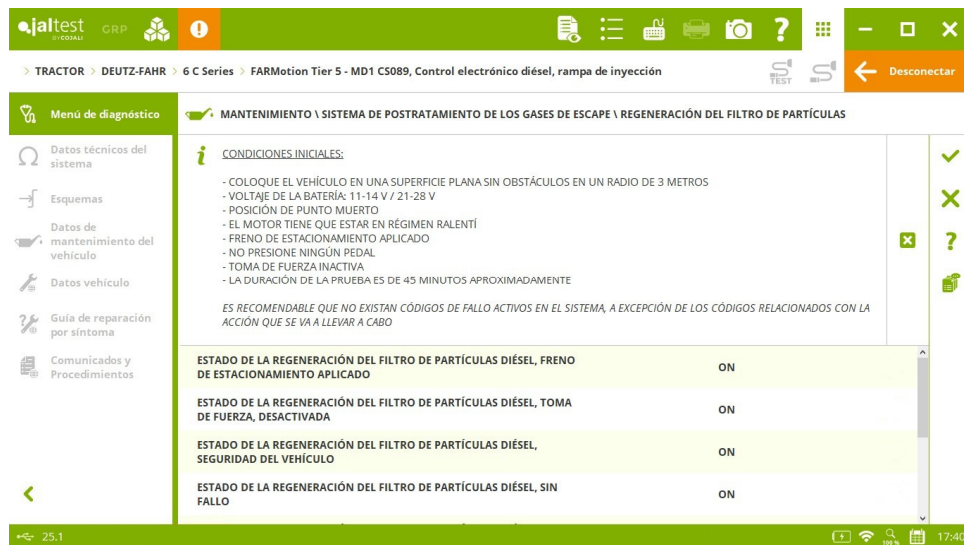 jaltest GRP
BY COJALI
> TRACTOR > DEUTZ-FAHR > 6 C Series > FARMotion Tier 5 - MD1 CS089, Control electrónico diésel, rampa de inyección
TEST
Desconectar
Menú de diagnóstico
MANTENIMIENTO \ SISTEMA DE POSTRATAMIENTO DE LOS GASES DE ESCAPE \ REGENERACIÓN DEL FILTRO DE PARTÍCULAS
Datos técnicos del
sistema
Esquemas
Datos de
mantenimiento del
vehículo
Datos vehículo
Guía de reparación
por síntoma
Comunicados y
Procedimientos
CONDICIONES INICIALES:
- COLOQUE EL VEHÍCULO EN UNA SUPERFICIE PLANA SIN OBSTÁCULOS EN UN RADIO DE 3 METROS
- VOLTAJE DE LA BATERÍA: 11-14 V / 21-28 V
- POSICIÓN DE PUNTO MUERTO
- EL MOTOR TIENE QUE ESTAR EN RÉGIMEN RALENTÍ
- FRENO DE ESTACIONAMIENTO APLICADO
- NO PRESIONE NINGÚN PEDAL
- TOMA DE FUERZA INACTIVA
- LA DURACIÓN DE LA PRUEBA ES DE 45 MINUTOS APROXIMADAMENTE
ES RECOMENDABLE QUE NO EXISTAN CÓDIGOS DE FALLO ACTIVOS EN EL SISTEMA, A EXCEPCIÓN DE LOS CÓDIGOS RELACIONADOS CON LA
ACCIÓN QUE SE VA A LLEVAR A CABO
ESTADO DE LA REGENERACIÓN DEL FILTRO DE PARTÍCULAS DIÉSEL, FRENO
DE ESTACIONAMIENTO APLICADO
ON
ESTADO DE LA REGENERACIÓN DEL FILTRO DE PARTÍCULAS DIÉSEL, TOMA
DE FUERZA, DESACTIVADA
ON
ESTADO DE LA REGENERACIÓN DEL FILTRO DE PARTÍCULAS DIÉSEL,
SEGURIDAD DEL VEHÍCULO
ON
ESTADO DE LA REGENERACIÓN DEL FILTRO DE PARTÍCULAS DIÉSEL, SIN
FALLO
ON
25.1
100 %
17:40